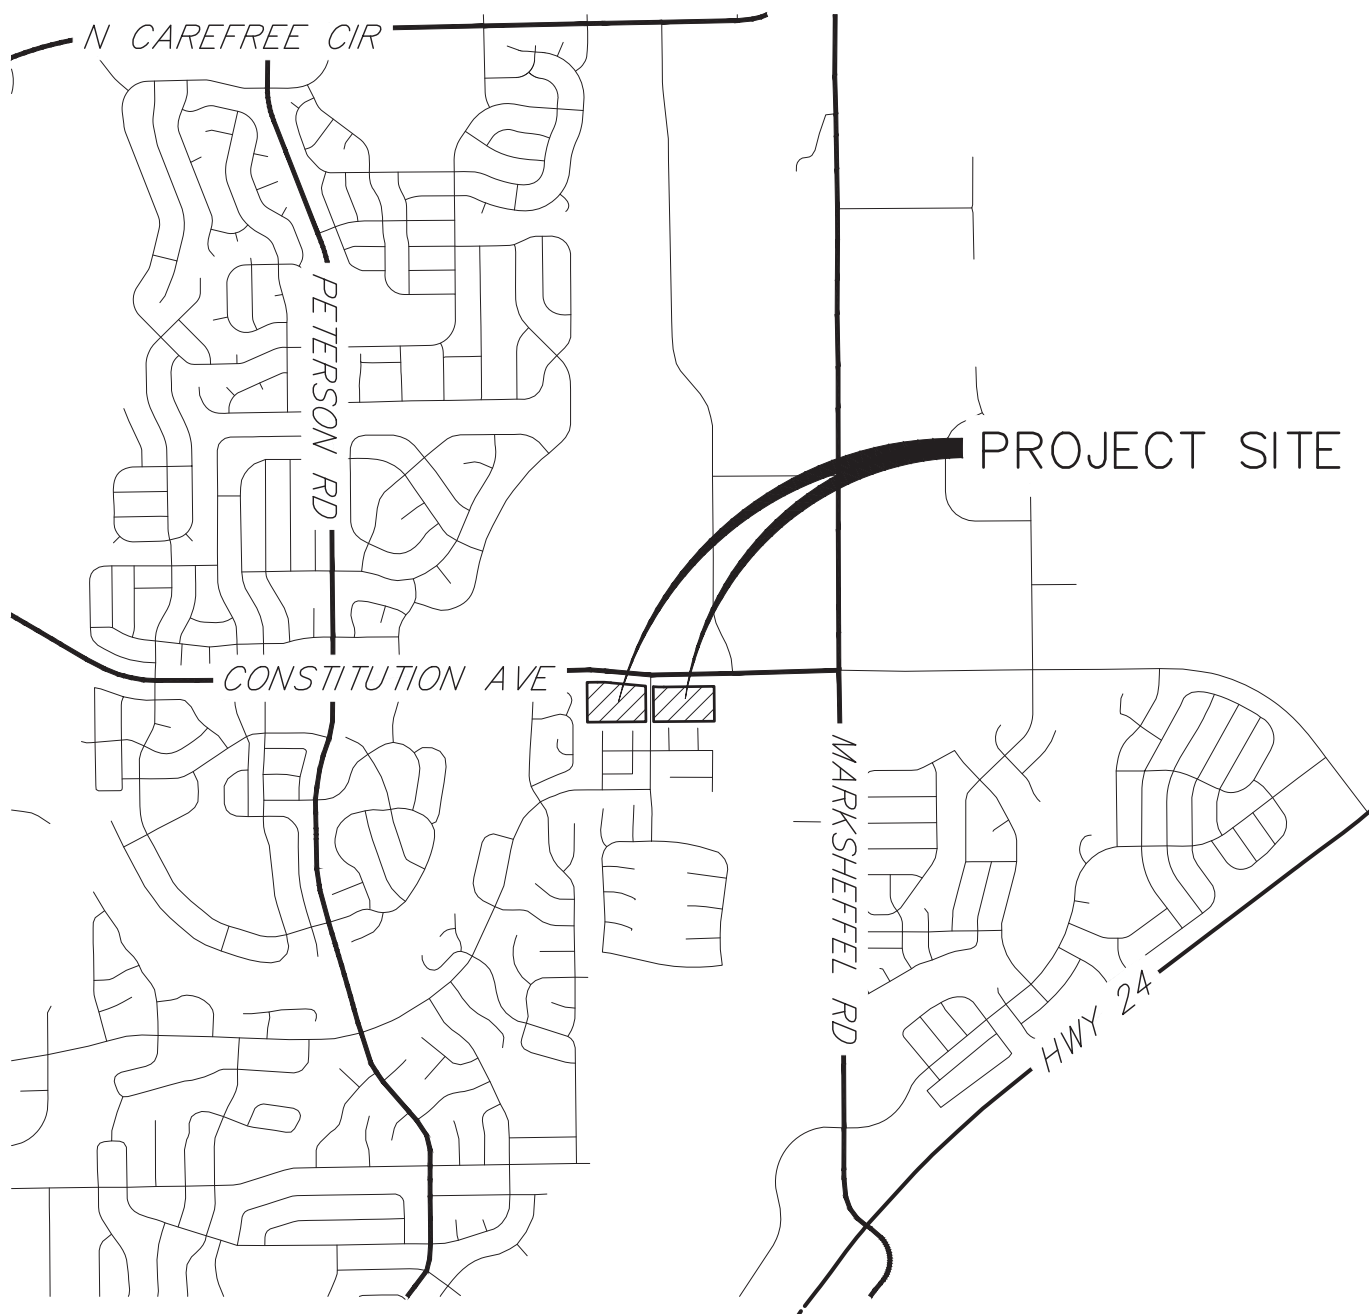 N CAREFREE CIR
PETERSON RD
PROJECT SITE
CONSTITUTION AVE
MARKSHEFFEL RD
HWY 24